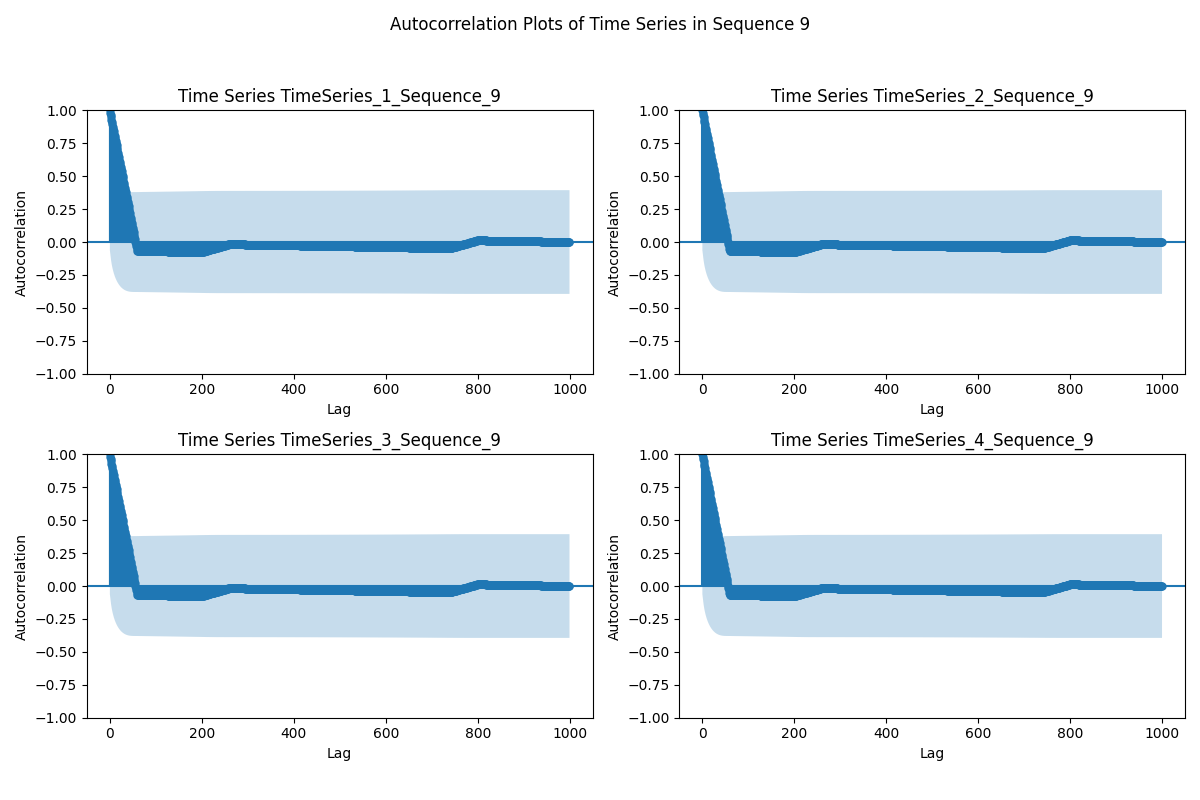 Autocorrelation Plots of Time Series in Sequence 9
Time Series TimeSeries_1_Sequence_9
1.00
0.75
0.50
0.25
0.00
−0.25
−0.50
−0.75
−1.00
Autocorrelation
0 200 400 600 800 1000
Lag
Time Series TimeSeries_2_Sequence_9
1.00
0.75
0.50
0.25
0.00
−0.25
−0.50
−0.75
−1.00
Autocorrelation
0 200 400 600 800 1000
Lag
Time Series TimeSeries_3_Sequence_9
1.00
0.75
0.50
0.25
0.00
−0.25
−0.50
−0.75
−1.00
Autocorrelation
0 200 400 600 800 1000
Lag
Time Series TimeSeries_4_Sequence_9
1.00
0.75
0.50
0.25
0.00
−0.25
−0.50
−0.75
−1.00
Autocorrelation
0 200 400 600 800 1000
Lag